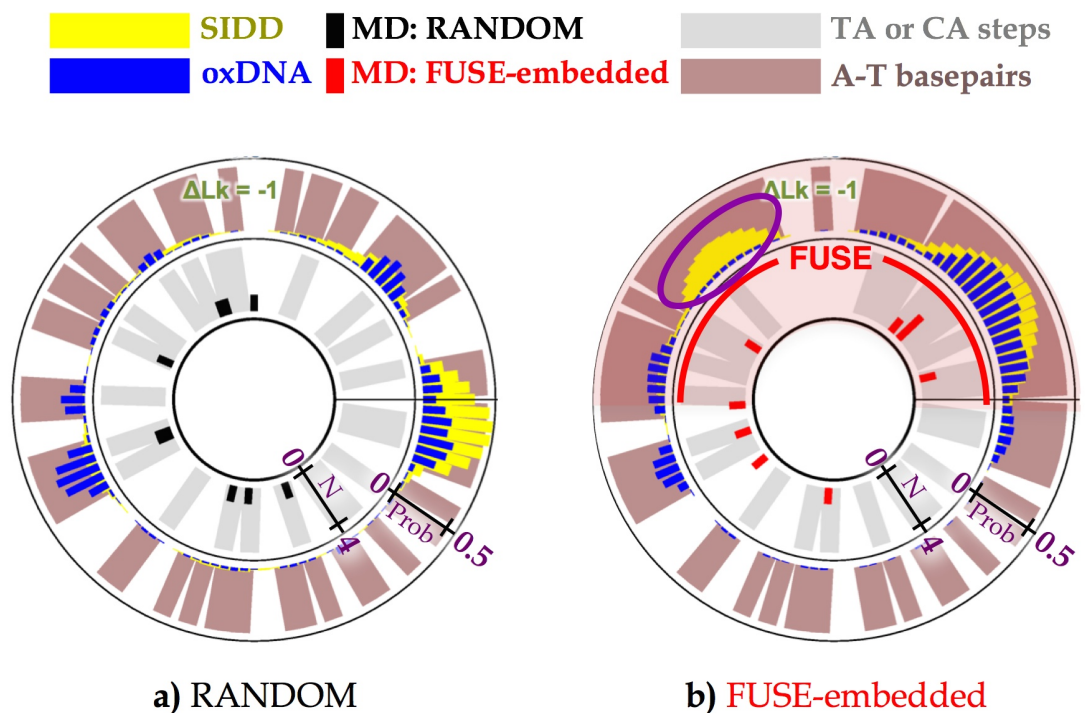 SIDD MD: RANDOM TA or CA steps
oxDNA MD: FUSE-embedded A-T basepairs
ΔLk = -1
0
N
4
0
Prob
0.5
a) RANDOM
ΔLk = -1
FUSE
0
N
4
0
Prob
0.5
b) FUSE-embedded